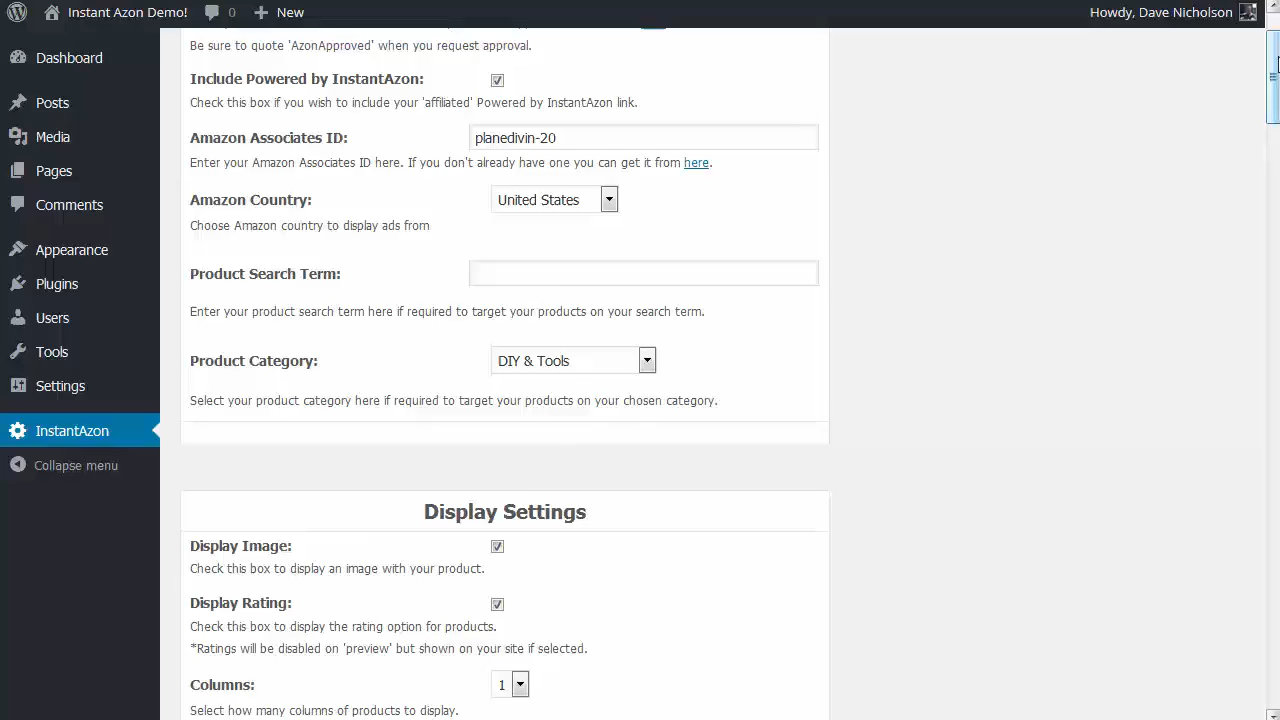 Instant Azon Demo! 0 New Howdy, Dave Nicholson
Dashboard
Posts
Media
Pages
Comments
Appearance
Plugins
Users
Tools
Settings
InstantAzon
Collapse menu
Be sure to quote 'AzonApproved' when you request approval.
Include Powered by InstantAzon:
Check this box if you wish to include your 'affiliated' Powered by InstantAzon link.
Amazon Associates ID: planedivin-20
Enter your Amazon Associates ID here. If you don't already have one you can get it from here.
Amazon Country: United States
Choose Amazon country to display ads from
Product Search Term:
Enter your product search term here if required to target your products on your search term.
Product Category: DIY & Tools
Select your product category here if required to target your products on your chosen category.
Display Settings
Display Image:
Check this box to display an image with your product.
Display Rating:
Check this box to display the rating option for products.
*Ratings will be disabled on 'preview' but shown on your site if selected.
Columns: 1
Select how many columns of products to display.